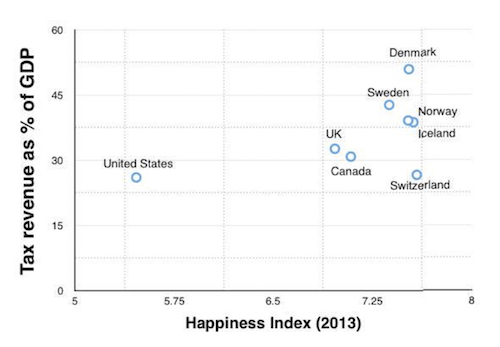 Tax revenue as % of GDP
60
45
30
15
0
Denmark
Sweden
Norway
Iceland
UK
Canada
Switzerland
United States
5
5.75
6.5
7.25
8
Happiness Index (2013)